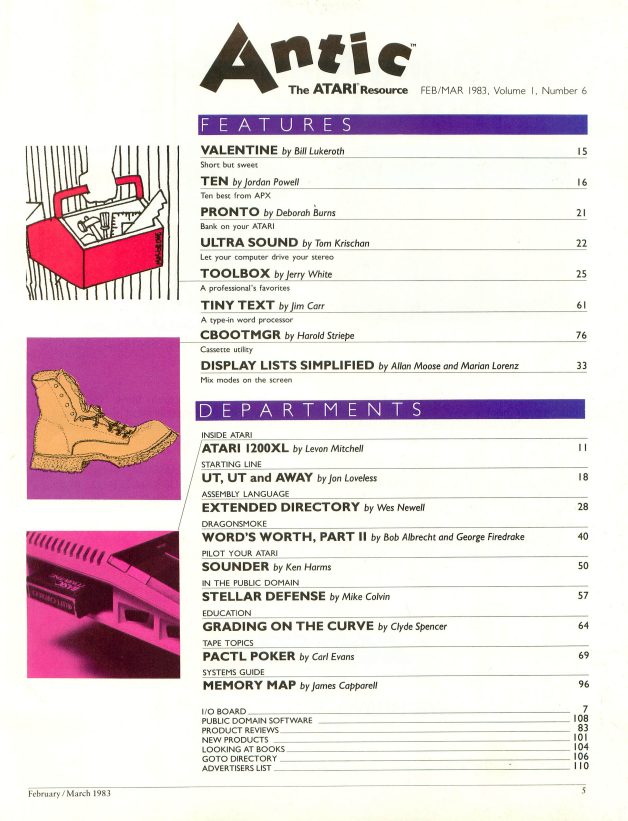 Antic™
The ATARI® Resource FEB/MAR 1983, Volume 1, Number 6
FEATURES
VALENTINE by Bill Lukeroth 15
Short but sweet
TEN by Jordan Powell 16
Ten best from APX
PRONTO by Deborah Burns 21
Bank on your ATARI
ULTRA SOUND by Tom Krischan 22
Let your computer drive your stereo
TOOLBOX by Jerry White 25
A professional's favorites
TINY TEXT by Jim Carr 61
A type-in word processor
CBOOTMGR by Harold Striepe 76
Cassette utility
DISPLAY LISTS SIMPLIFIED by Allan Moose and Marian Lorenz 33
Mix modes on the screen
DEPARTMENTS
INSIDE ATARI
ATARI 1200XL by Levon Mitchell 11
STARTING LINE
UT, UT and AWAY by Jon Loveless 18
ASSEMBLY LANGUAGE
EXTENDED DIRECTORY by Wes Newell 28
DRAGONSMOKE
WORD'S WORTH, PART II by Bob Albrecht and George Firedrake 40
PILOT YOUR ATARI
SOUNDER by Ken Harms 50
IN THE PUBLIC DOMAIN
STELLAR DEFENSE by Mike Colvin 57
EDUCATION
GRADING ON THE CURVE by Clyde Spencer 64
TAPE TOPICS
PACTL POKER by Carl Evans 69
SYSTEMS GUIDE
MEMORY MAP by James Capparell 96
I/O BOARD 7
PUBLIC DOMAIN SOFTWARE 108
PRODUCT REVIEWS 83
NEW PRODUCTS 101
LOOKING AT BOOKS 104
GOTO DIRECTORY 106
ADVERTISERS LIST 110
February/March 1983 5